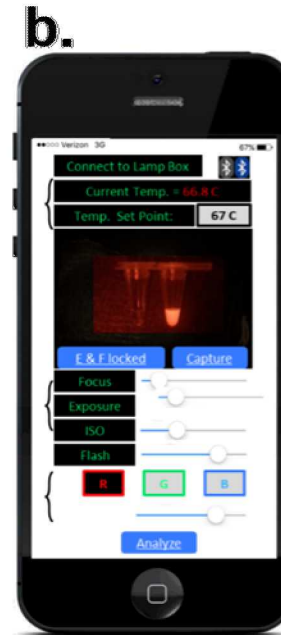 b.
Verizon 3G 67%
Connect to Lamp Box
Current Temp. = 66.8 C
Temp. Set Point: 67 C
E & F locked Capture
Focus
Exposure
ISO
Flash
R G B
Analyze